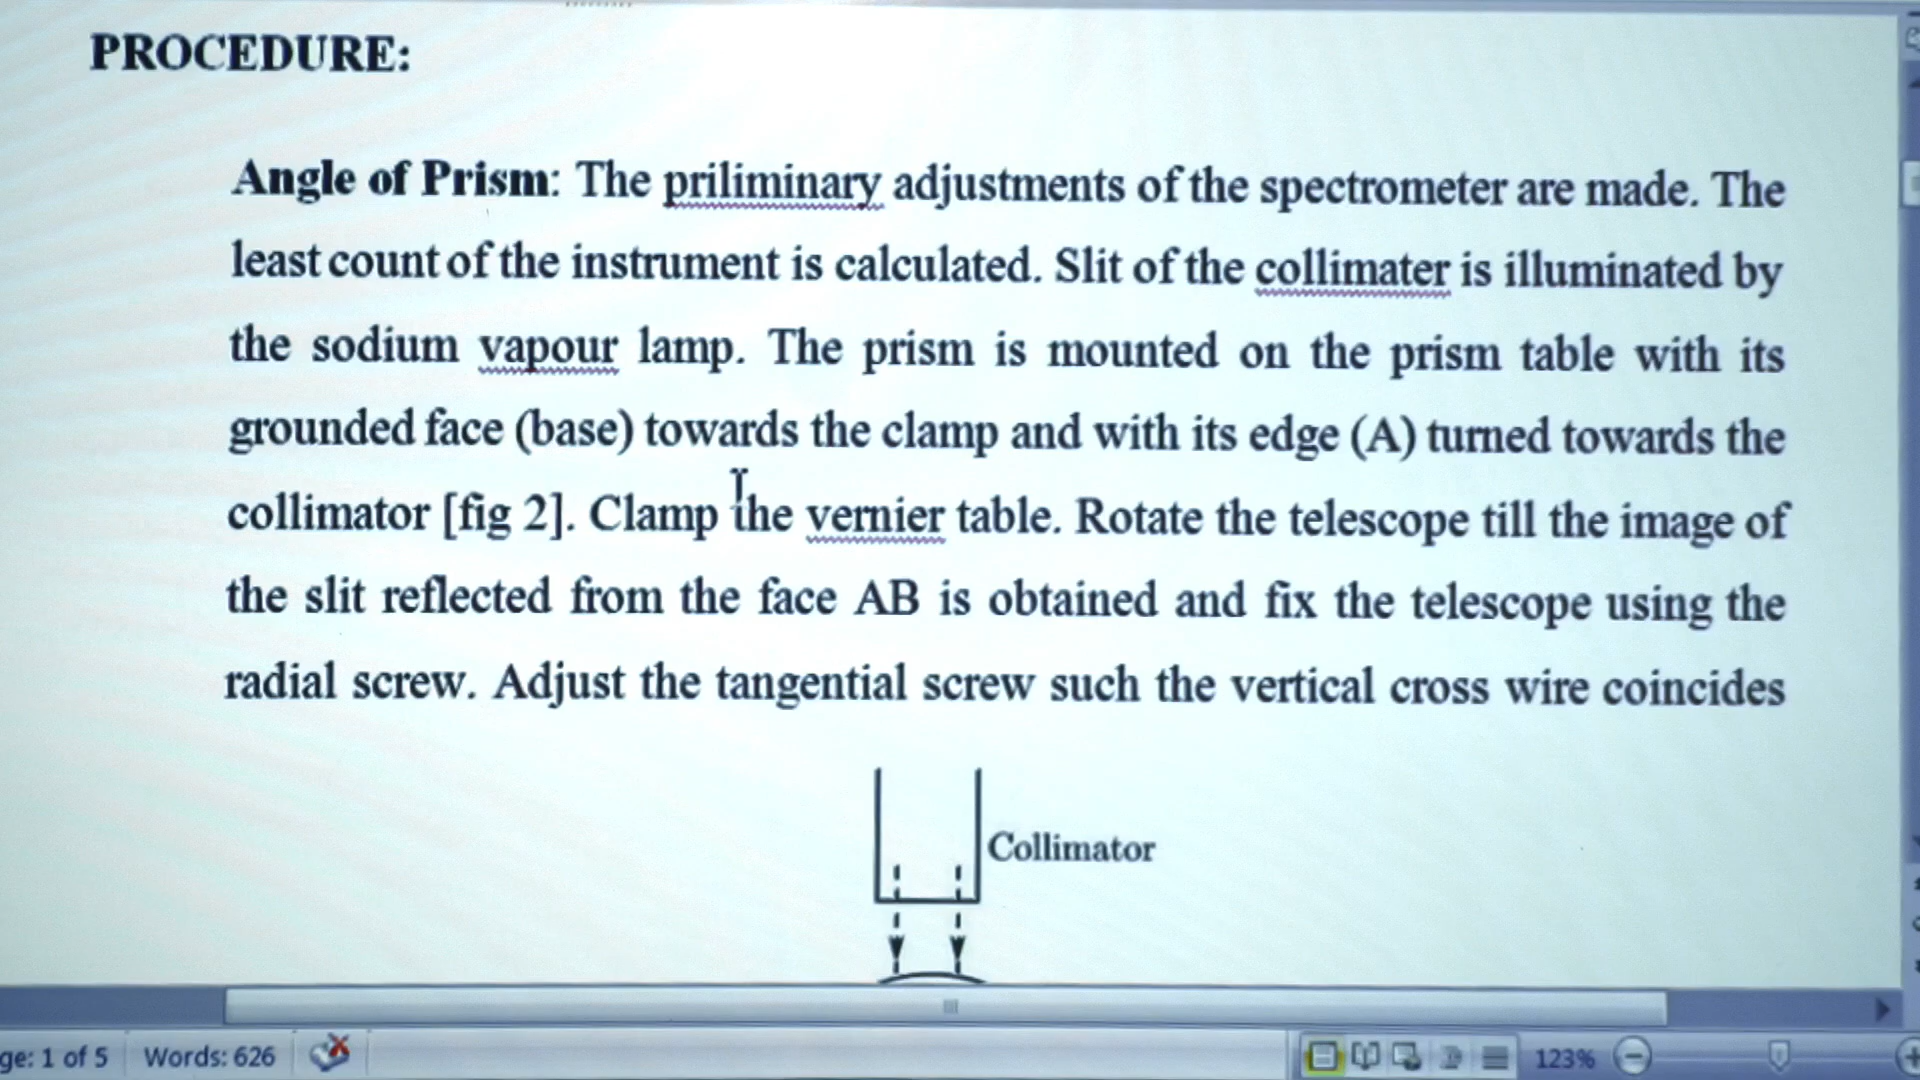 PROCEDURE:
Angle of Prism: The priliminary adjustments of the spectrometer are made. The
least count of the instrument is calculated. Slit of the collimater is illuminated by
the sodium vapour lamp. The prism is mounted on the prism table with its
grounded face (base) towards the clamp and with its edge (A) turned towards the
collimator [fig 2]. Clamp the vernier table. Rotate the telescope till the image of
the slit reflected from the face AB is obtained and fix the telescope using the
radial screw. Adjust the tangential screw such the vertical cross wire coincides
Collimator
ge: 1 of 5 Words: 626 123%